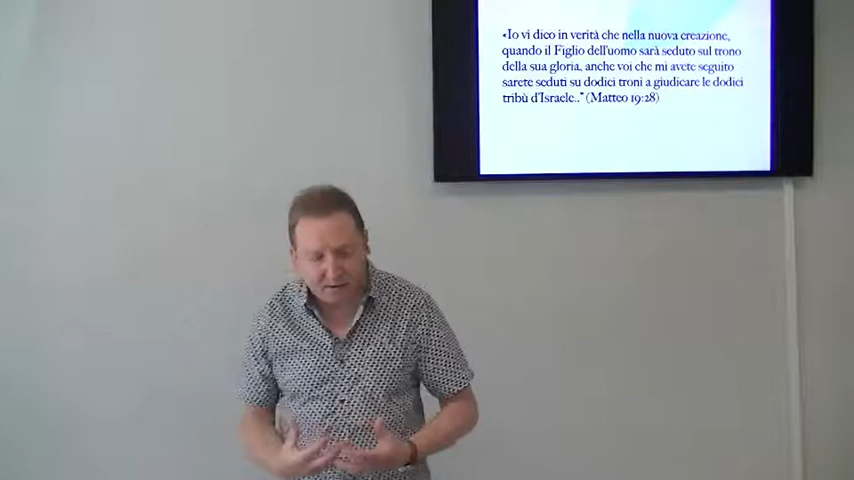 «Io vi dico in verità che nella nuova creazione,
quando il Figlio dell'uomo sarà seduto sul trono
della sua gloria, anche voi che mi avete seguito
sarete seduti su dodici troni a giudicare le dodici
tribù d'Israele..” (Matteo 19:28)